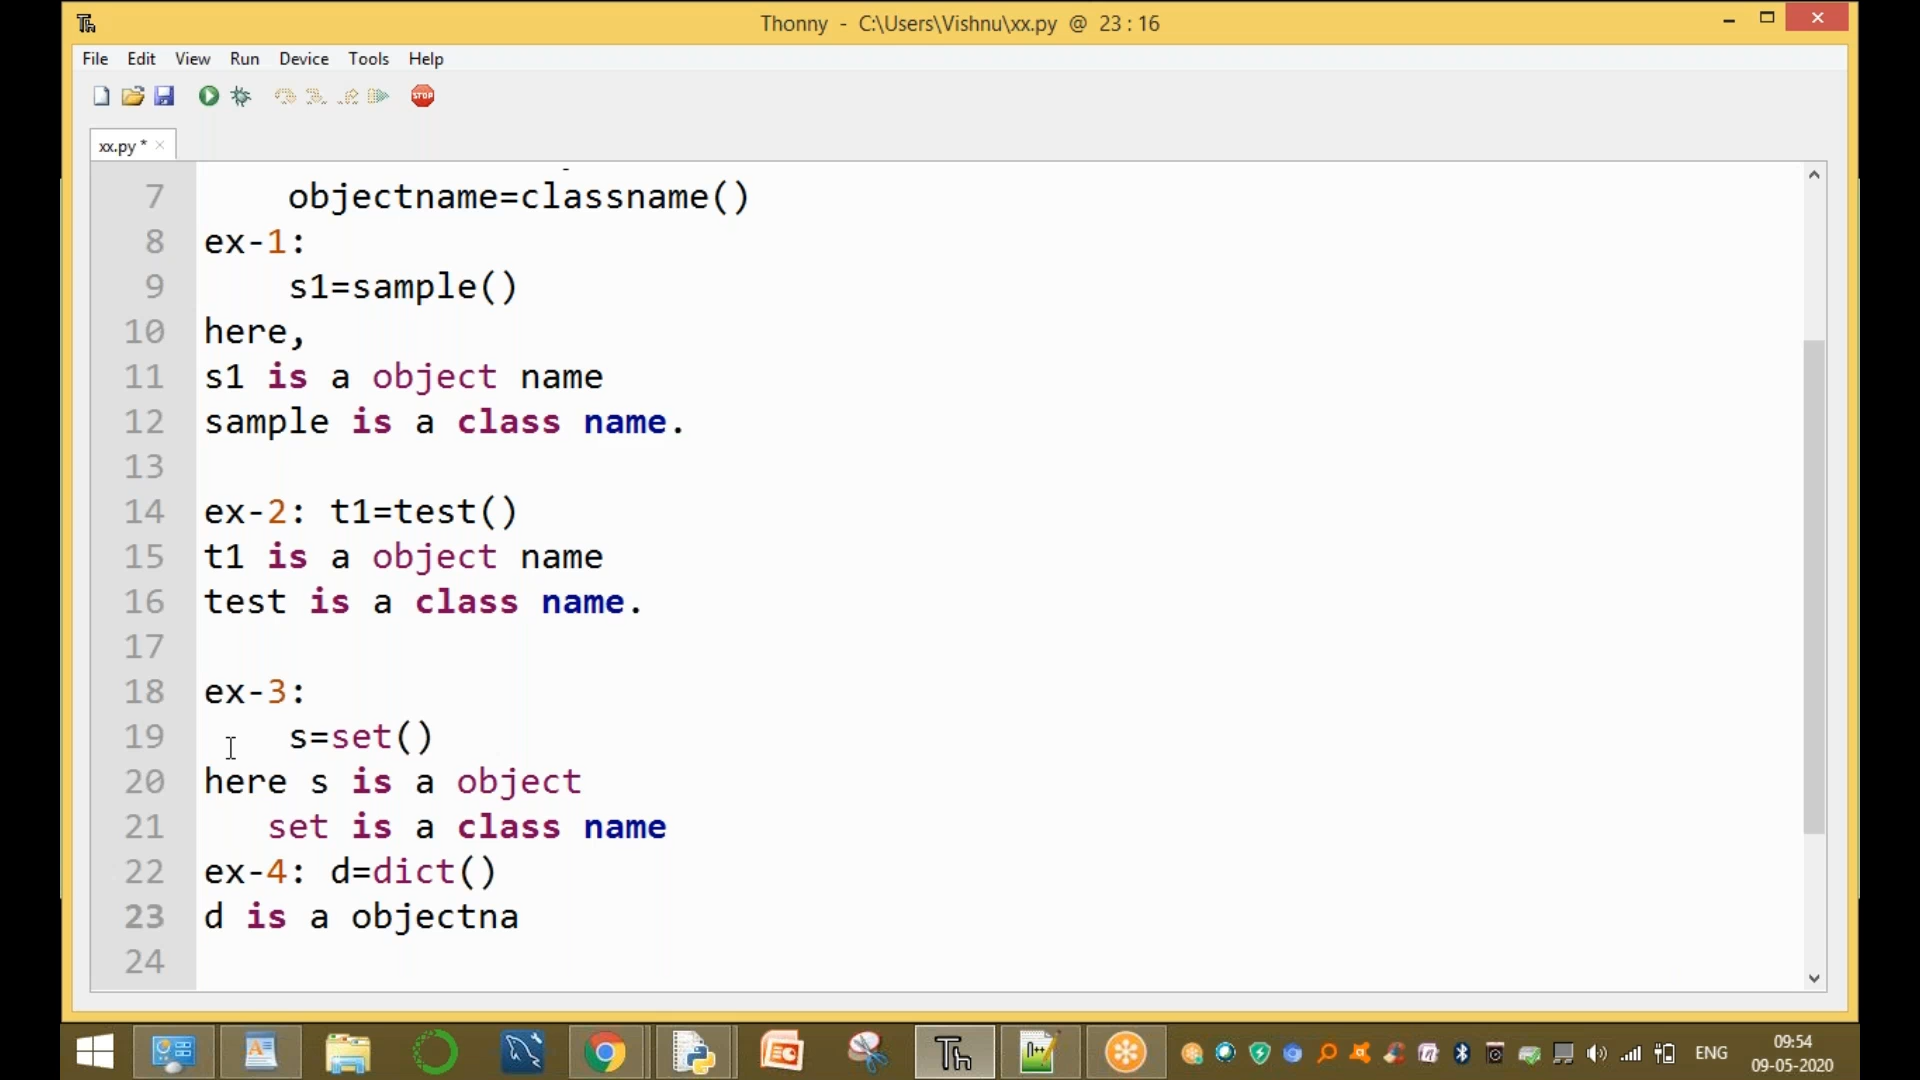 Thonny - C:\Users\Vishnu\xx.py @ 23 : 16
File Edit View Run Device Tools Help
STOP
xx.py *
7 objectname=classname()
8 ex-1:
9 s1=sample()
10 here,
11 s1 is a object name
12 sample is a class name.
13
14 ex-2: t1=test()
15 t1 is a object name
16 test is a class name.
17
18 ex-3:
19 s=set()
20 here s is a object
21 set is a class name
22 ex-4: d=dict()
23 d is a objectna
24
Th
ENG
09:54
09-05-2020